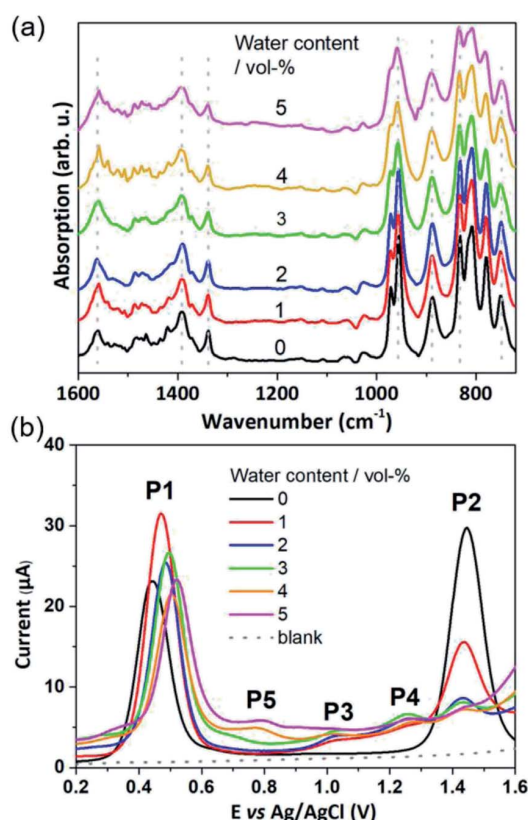 (a)
Water content
/ vol-%
5
4
3
2
1
0
Absorption (arb. u.)
1600 1400 1200 1000 800
Wavenumber (cm⁻¹)
(b)
40
30
20
10
0
Current (µA)
P1
P2
P3
P4
P5
Water content / vol-%
0
1
2
3
4
5
blank
0.2 0.4 0.6 0.8 1.0 1.2 1.4 1.6
E vs Ag/AgCl (V)